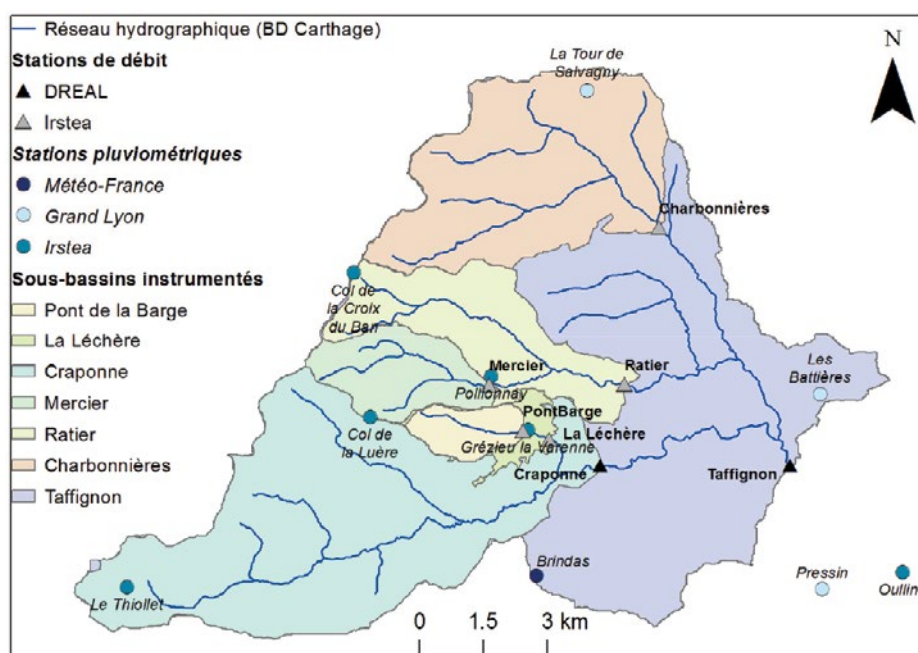 Réseau hydrographique (BD Carthage)
Stations de débit
DREAL
Irstea
Stations pluviométriques
Météo-France
Grand Lyon
Irstea
Sous-bassins instrumentés
Pont de la Barge
La Léchère
Craponne
Mercier
Ratier
Charbonnières
Taffignon
N
La Tour de
Salvagny
Charbonnières
Col de
la Croix
du Ban
Mercier
Pollionnay
Ratier
Les
Battières
PontBarge
Col de
la Luère
La Léchère
Grézieu la Varenne
Craponne
Taffignon
Brindas
Le Thiollet
Pressin
Oullin
0 1.5 3 km